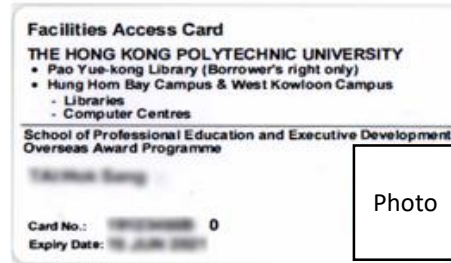 Facilities Access Card
THE HONG KONG POLYTECHNIC UNIVERSITY
• Pao Yue-kong Library (Borrower's right only)
• Hung Hom Bay Campus & West Kowloon Campus
- Libraries
- Computer Centres
School of Professional Education and Executive Development
Overseas Award Programme
Photo
Card No.: 0
Expiry Date: